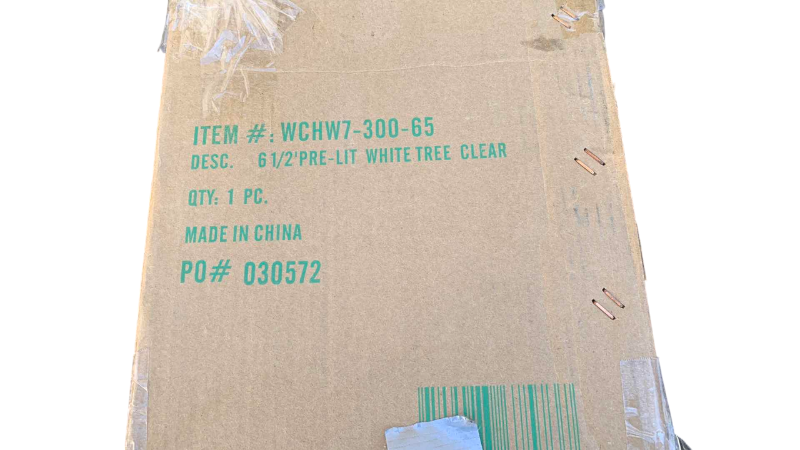 ITEM #: WCHW7-300-65
DESC. 6 1/2' PRE-LIT WHITE TREE CLEAR
QTY: 1 PC.
MADE IN CHINA
PO# 030572